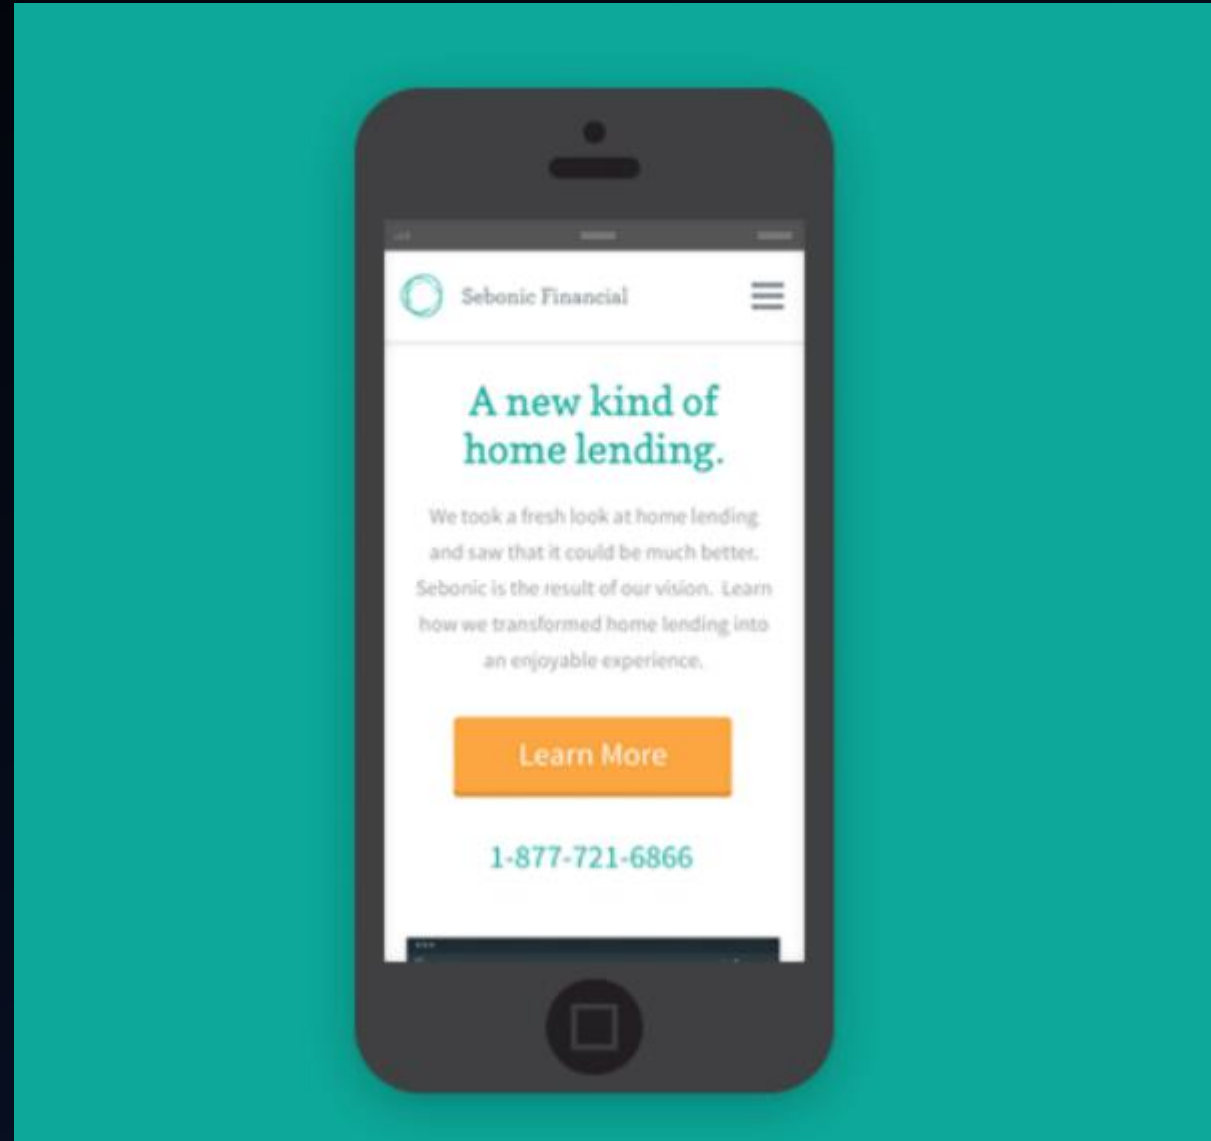 Sebonic Financial
A new kind of
home lending.
We took a fresh look at home lending
and saw that it could be much better.
Sebonic is the result of our vision.  Learn
how we transformed home lending into
an enjoyable experience.
Learn More
1-877-721-6866